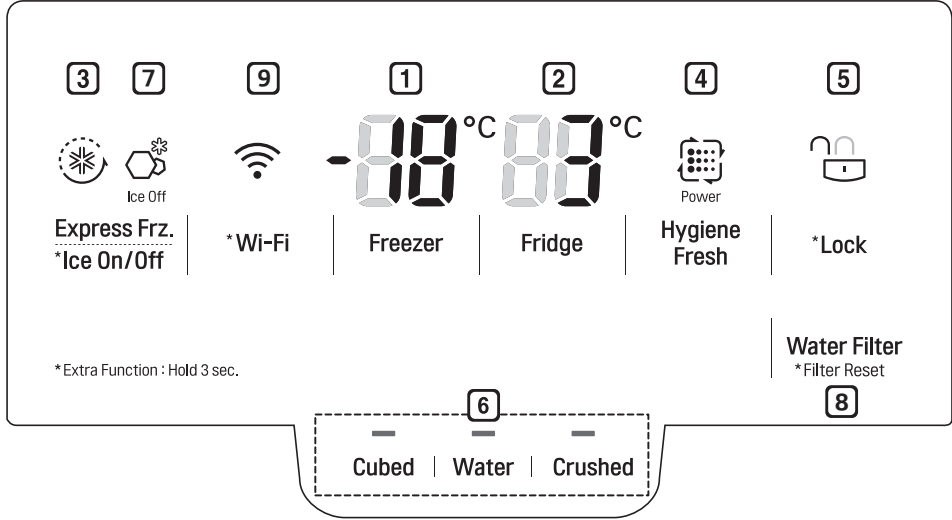 3 7 9 1 2 4 5
-18 °C 3 °C
Ice Off
Power
Express Frz.
*Ice On/Off
*Wi-Fi
Freezer
Fridge
Hygiene
Fresh
*Lock
Water Filter
*Filter Reset
8
*Extra Function : Hold 3 sec.
6
Cubed | Water | Crushed